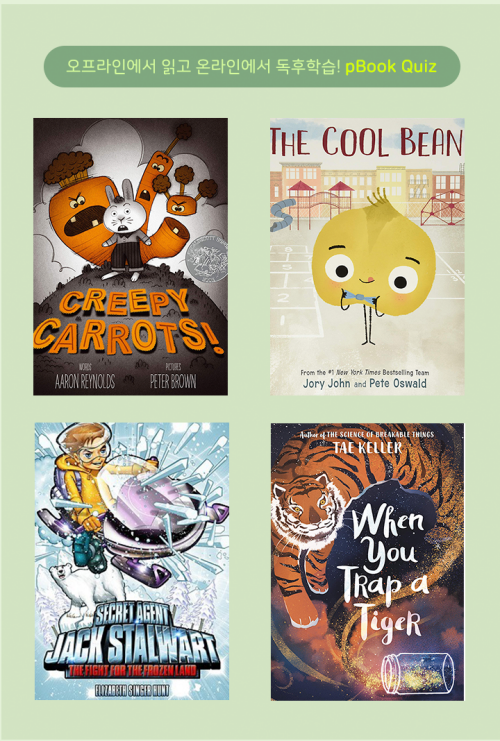 오프라인에서 읽고 온라인에서 독후학습! pBook Quiz
CREEPY
CARROTS!
WORDS
AARON REYNOLDS
PICTURES
PETER BROWN
THE COOL BEAN
From the #1 New York Times Bestselling Team
Jory John and Pete Oswald
SECRET AGENT
JACK STALWART
THE FIGHT FOR THE FROZEN LAND
ELIZABETH SINGER HUNT
Author of THE SCIENCE OF BREAKABLE THINGS
TAE KELLER
When
You
Trap a
Tiger